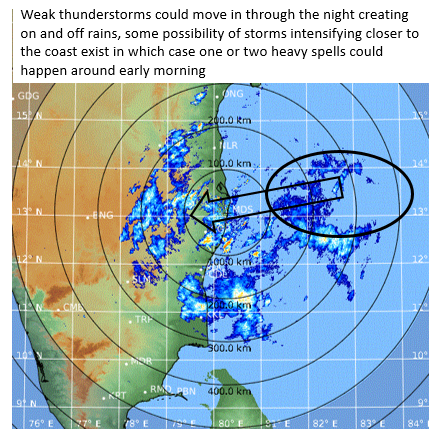 Weak thunderstorms could move in through the night creating
on and off rains, some possibility of storms intensifying closer to
the coast exist in which case one or two heavy spells could
happen around early morning
GDG
ONG
15° N
200.0 km
15°
NLR
14° N
100.0 km
14°
13° N
BNG
MDS
13°
12° N
100.0 km
12°
SLM
11° N
CML
200.0 km
11°
TRP
300.0 km
10° N
MDR
10°
KPT
RMD
PBN
400.0 km
9° N
9°
76° E
77° E
78° E
79° E
80° E
81° E
82° E
83° E
84° E